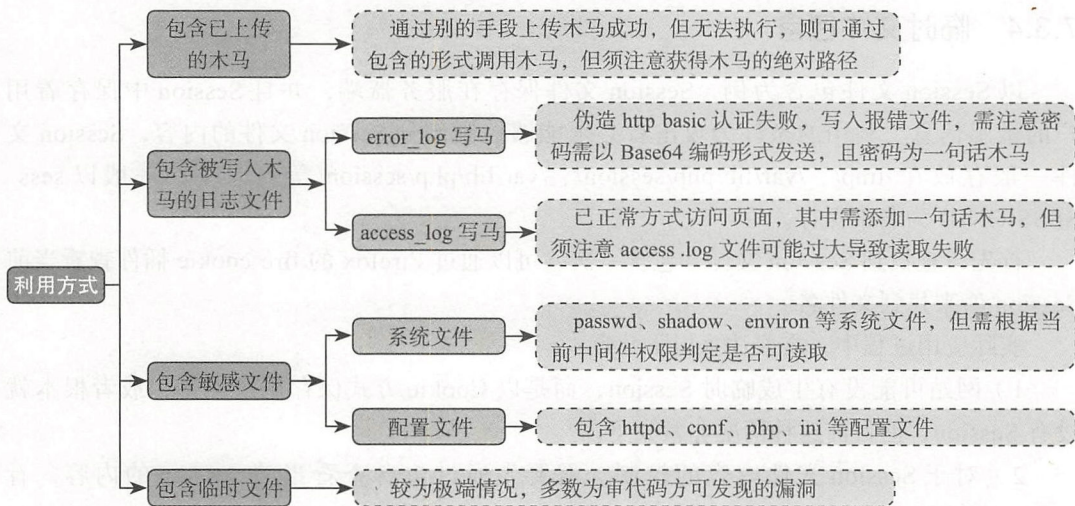 利用方式
包含已上传
的木马
通过别的手段上传木马成功，但无法执行，则可通过
包含的形式调用木马，但须注意获得木马的绝对路径
包含被写入木
马的日志文件
error_log 写马
伪造 http basic 认证失败，写入报错文件，需注意密
码需以 Base64 编码形式发送，且密码为一句话木马
access_log 写马
已正常方式访问页面，其中需添加一句话木马，但
须注意 access_log 文件可能过大导致读取失败
包含敏感文件
系统文件
passwd、shadow、environ 等系统文件，但需根据当
前中间件权限判定是否可读取
配置文件
包含 httpd、conf、php、ini 等配置文件
包含临时文件
较为极端情况，多数为审代码方可发现的漏洞